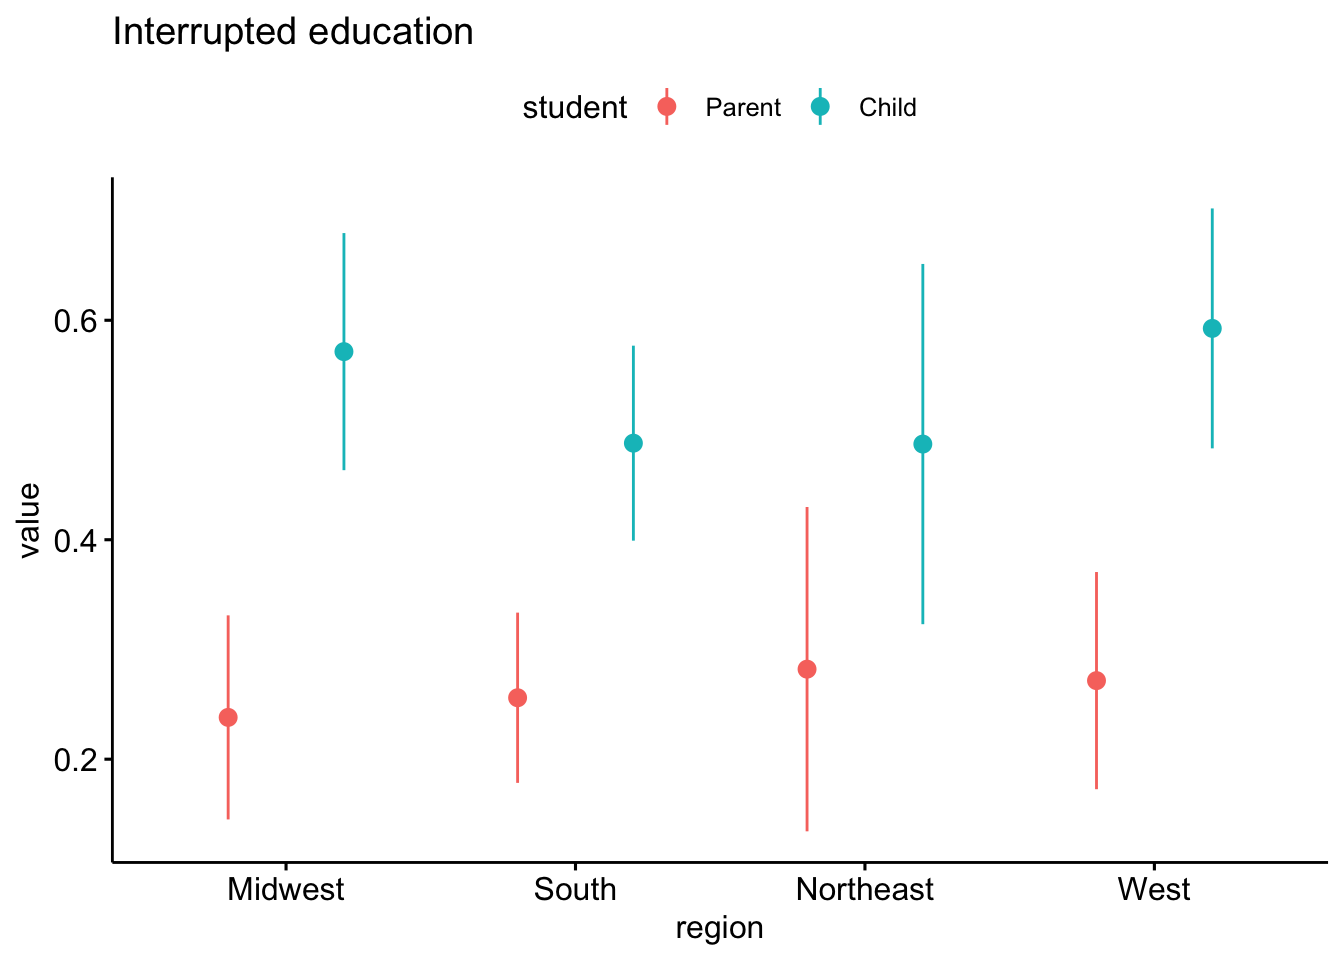 Interrupted education
student Parent Child
value
0.6
0.4
0.2
Midwest South Northeast West
region